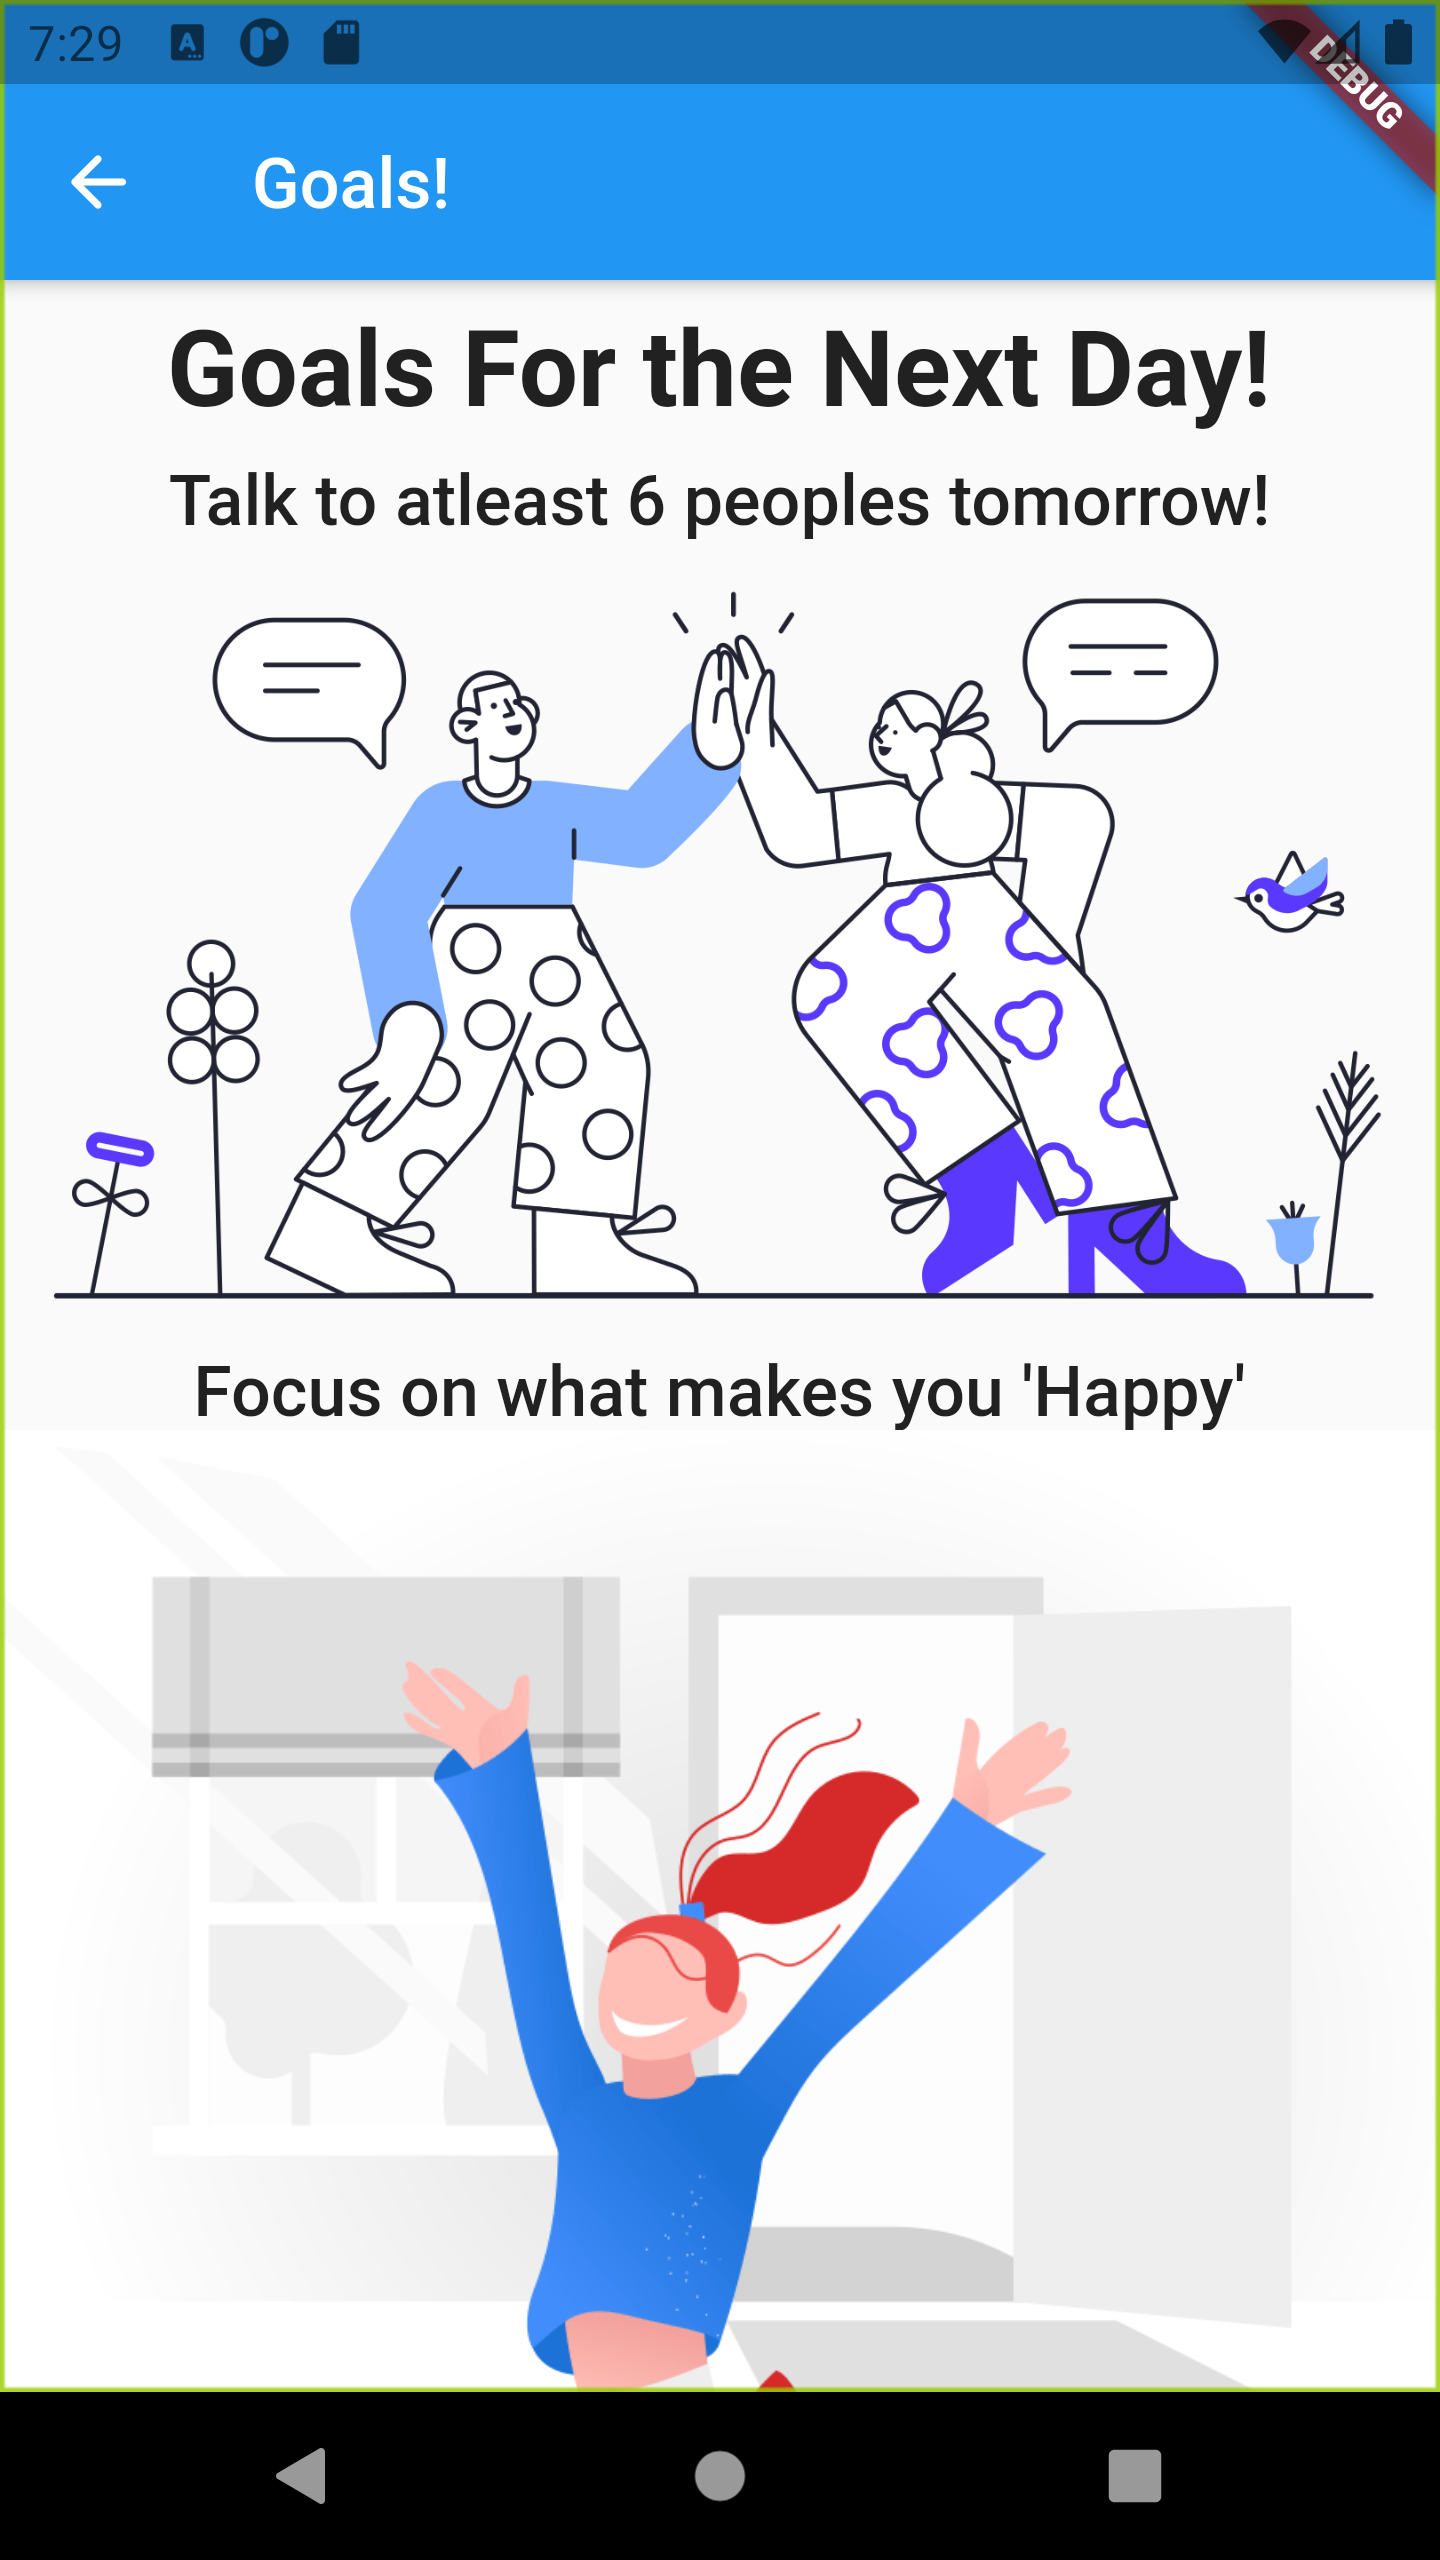 7:29
DEBUG
Goals!
Goals For the Next Day!
Talk to atleast 6 peoples tomorrow!
Focus on what makes you 'Happy'